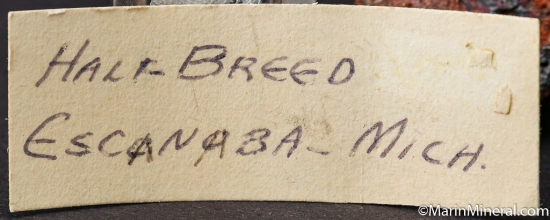 HALF-BREED
ESCANABA - MICH.
©MarinMineral.com